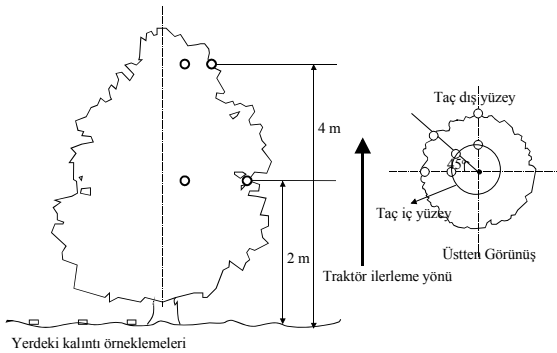 Taç dış yüzey
4 m
45°
Taç iç yüzey
2 m
Üstten Görünüş
Traktör ilerleme yönü
Yerdeki kalıntı örneklemeleri